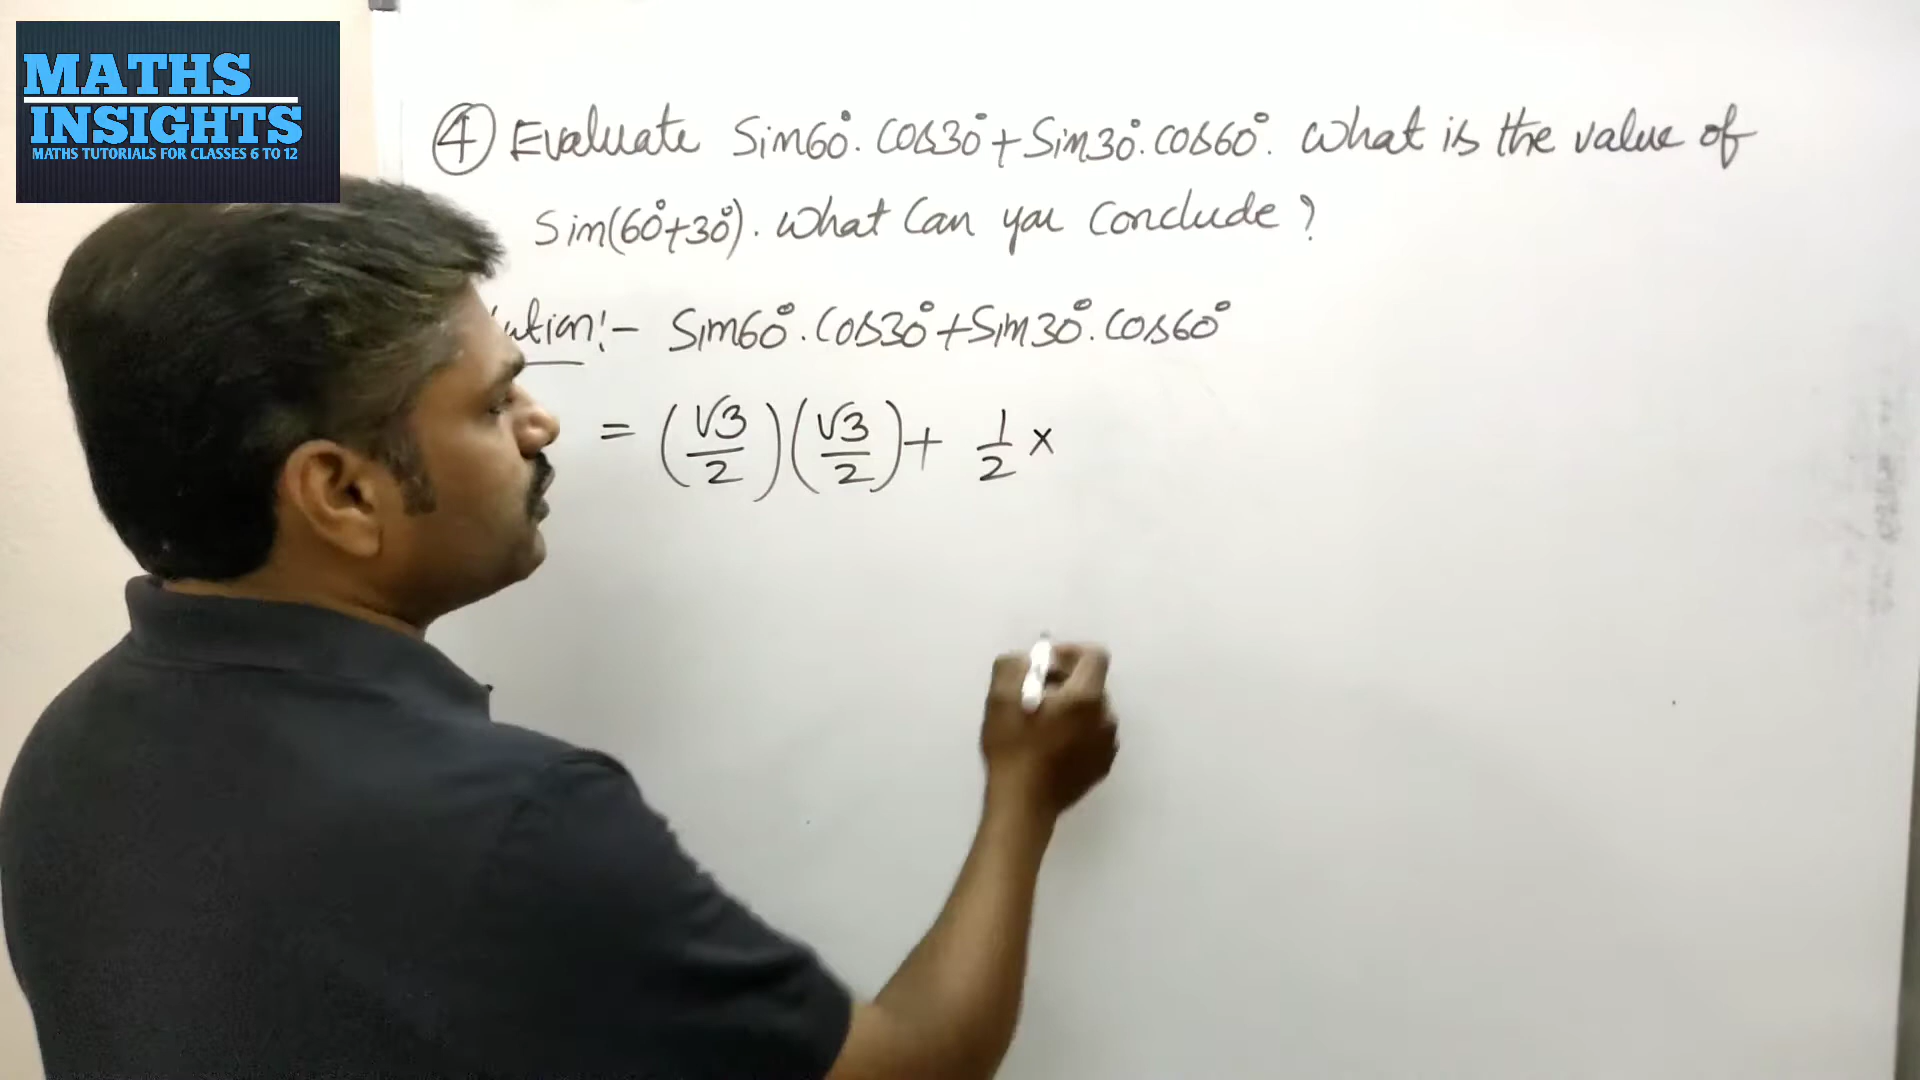 MATHS
INSIGHTS
MATHS TUTORIALS FOR CLASSES 6 TO 12
④ Evaluate Sin60°. Cos30°+Sin30°. Cos60°. What is the value of
Sin(60°+30°). What can you conclude?
ution:- Sin60°. Cos30°+Sin30°. Cos60°
= (√3/2)(√3/2)+ 1/2 ×